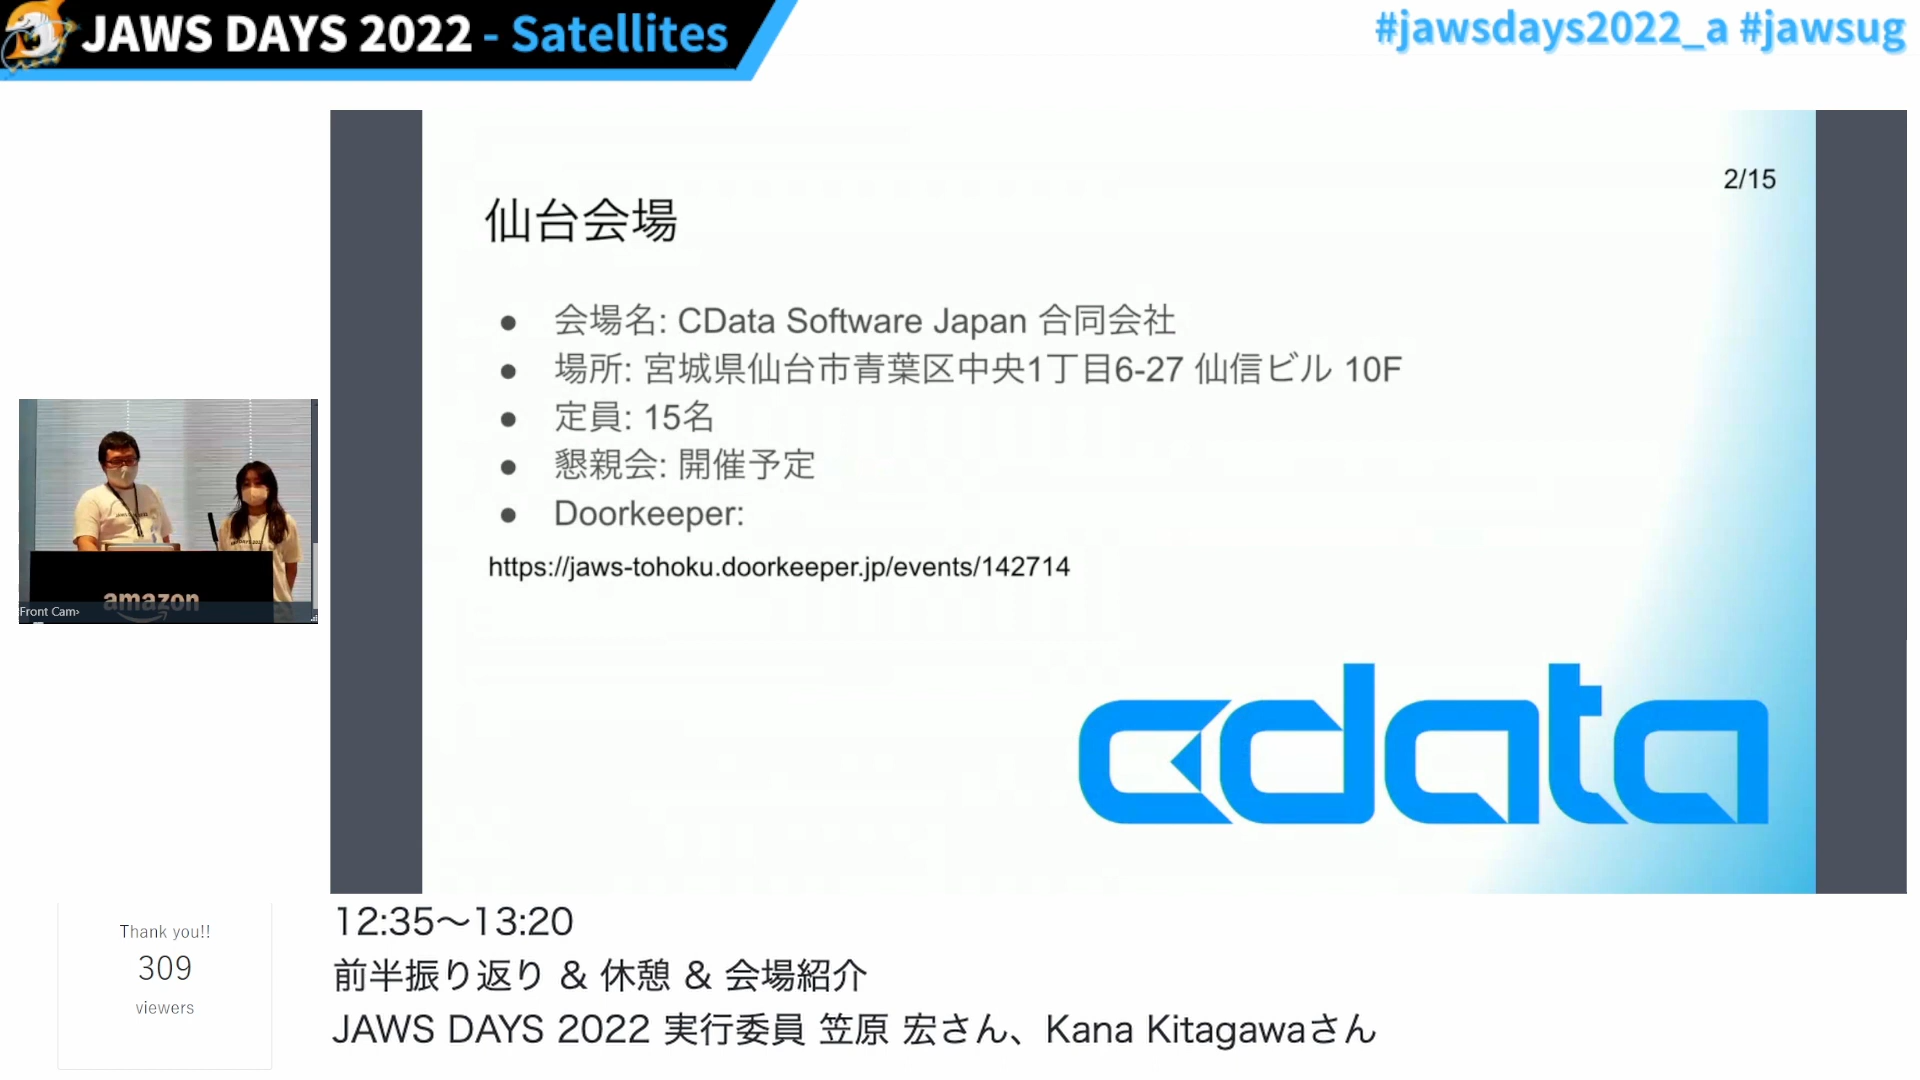 JAWS DAYS 2022 - Satellites
#jawsdays2022_a #jawsug
2/15
仙台会場
● 会場名: CData Software Japan 合同会社
● 場所: 宮城県仙台市青葉区中央1丁目6-27 仙信ビル 10F
● 定員: 15名
● 懇親会: 開催予定
● Doorkeeper:
https://jaws-tohoku.doorkeeper.jp/events/142714
cdata
amazon
Front Cam
Thank you!!
309
viewers
12:35〜13:20
前半振り返り & 休憩 & 会場紹介
JAWS DAYS 2022 実行委員 笠原 宏さん、Kana Kitagawaさん